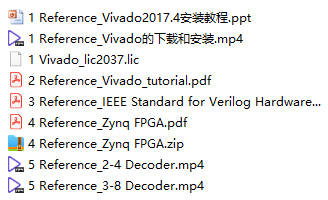 1 Reference_Vivado2017.4安装教程.ppt
1 Reference_Vivado的下载和安装.mp4
1 Vivado_lic2037.lic
2 Reference_Vivado_tutorial.pdf
3 Reference_IEEE Standard for Verilog Hardware...
4 Reference_Zynq FPGA.pdf
4 Reference_Zynq FPGA.zip
5 Reference_2-4 Decoder.mp4
5 Reference_3-8 Decoder.mp4